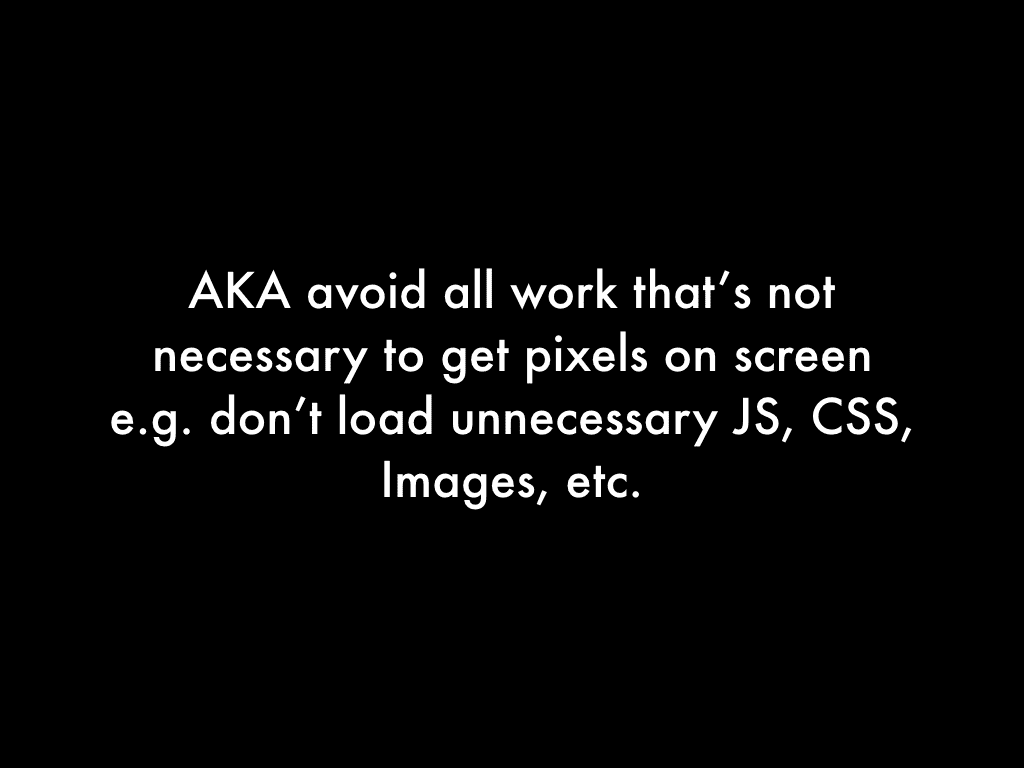 AKA avoid all work that’s not
necessary to get pixels on screen
e.g. don’t load unnecessary JS, CSS,
Images, etc.